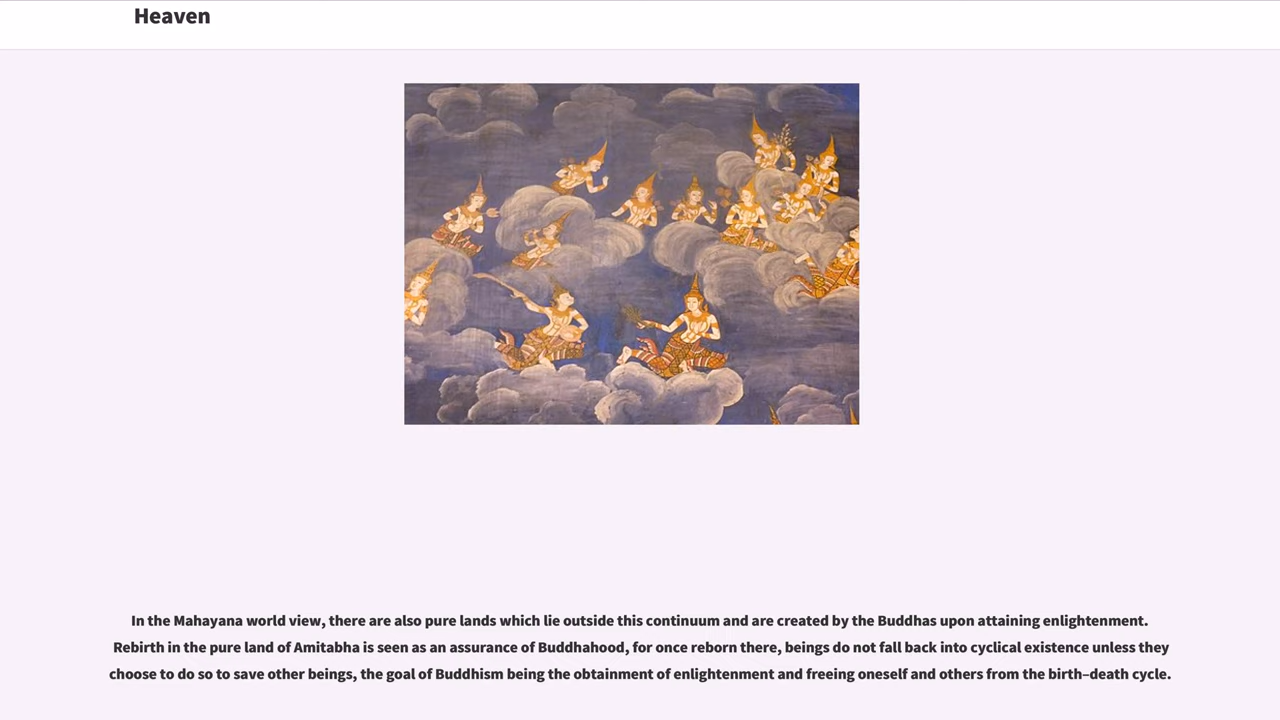 Heaven
In the Mahayana world view, there are also pure lands which lie outside this continuum and are created by the Buddhas upon attaining enlightenment.
Rebirth in the pure land of Amitabha is seen as an assurance of Buddhahood, for once reborn there, beings do not fall back into cyclical existence unless they
choose to do so to save other beings, the goal of Buddhism being the obtainment of enlightenment and freeing oneself and others from the birth–death cycle.